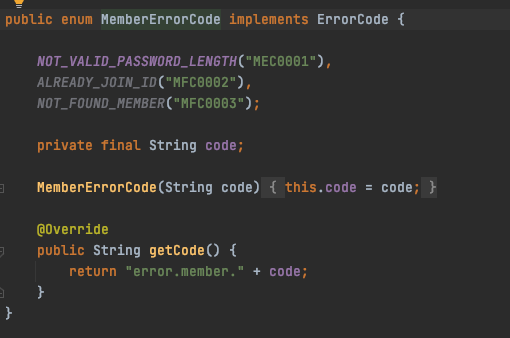 public enum MemberErrorCode implements ErrorCode {
NOT_VALID_PASSWORD_LENGTH("MEC0001"),
ALREADY_JOIN_ID("MFC0002"),
NOT_FOUND_MEMBER("MFC0003");
private final String code;
MemberErrorCode(String code) { this.code = code; }
@Override
public String getCode() {
return "error.member." + code;
}
}